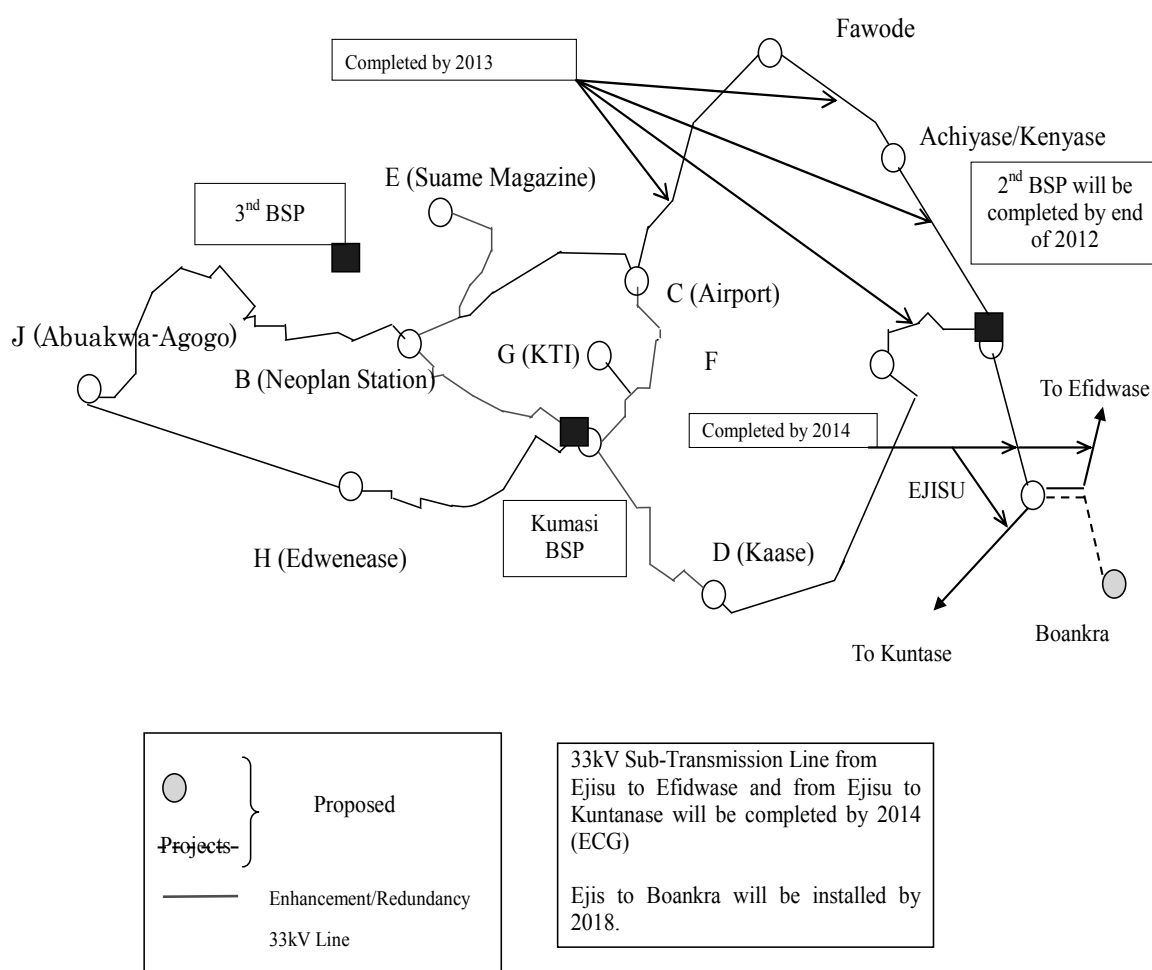 Fawode
Completed by 2013
Achiyase/Kenyase
E (Suame Magazine)
2nd BSP will be
completed by end
of 2012
3nd BSP
C (Airport)
J (Abuakwa-Agogo)
G (KTI)
F
B (Neoplan Station)
To Efidwase
Completed by 2014
EJISU
Kumasi
BSP
D (Kaase)
H (Edwenease)
Boankra
To Kuntase
Proposed
Projects
Enhancement/Redundancy
33kV Line
33kV Sub-Transmission Line from
Ejisu to Efidwase and from Ejisu to
Kuntanase will be completed by 2014
(ECG)
Ejis to Boankra will be installed by
2018.